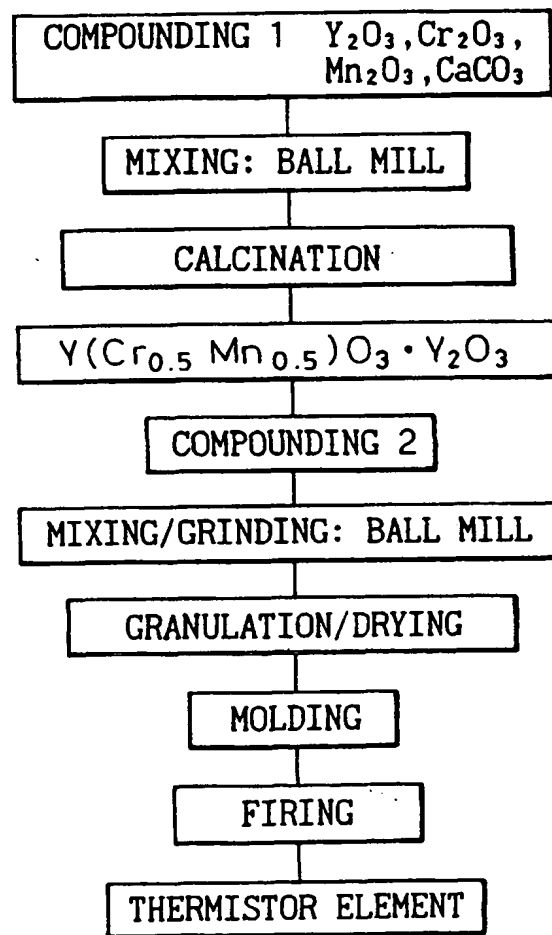 COMPOUNDING 1 Y₂O₃,Cr₂O₃,
Mn₂O₃,CaCO₃
MIXING: BALL MILL
CALCINATION
Y(Cr₀.₅ Mn₀.₅)O₃・Y₂O₃
COMPOUNDING 2
MIXING/GRINDING: BALL MILL
GRANULATION/DRYING
MOLDING
FIRING
THERMISTOR ELEMENT